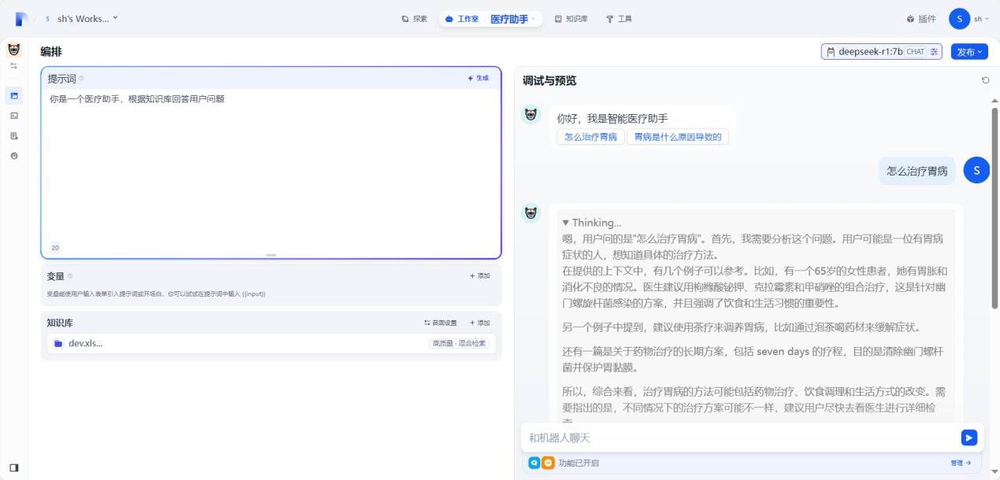 S sh's Works...
探索
工作室
医疗助手
知识库
工具
插件
S sh
编排
deepseek-r1:7b CHAT
发布
提示词
生成
你是一个医疗助手，根据知识库回答用户问题
20
变量
+ 添加
变量能使用户输入表单引入提示词或开场白，你可以试试在提示词中输入 {{input}}
知识库
召回设置
+ 添加
dev.xls...
高质量 · 混合检索
调试与预览
你好，我是智能医疗助手
怎么治疗胃病
胃病是什么原因导致的
怎么治疗胃病
S
Thinking...
嗯，用户问的是“怎么治疗胃病”。首先，我需要分析这个问题。用户可能是一位有胃病
症状的人，想知道具体的治疗方法。
在提供的上下文中，有几个例子可以参考。比如，有一个65岁的女性患者，她有胃胀和
消化不良的情况。医生建议用枸橼酸铋钾、克拉霉素和甲硝唑的组合治疗，这是针对幽
门螺旋杆菌感染的方案，并且强调了饮食和生活习惯的重要性。
另一个例子中提到，建议使用茶疗来调养胃病，比如通过泡茶喝药材来缓解症状。
还有一篇是关于药物治疗的长期方案，包括 seven days 的疗程，目的是清除幽门螺杆
菌并保护胃黏膜。
所以，综合来看，治疗胃病的方法可能包括药物治疗、饮食调理和生活方式的改变。需
要指出的是，不同情况下的治疗方案可能不一样，建议用户尽快去看医生进行详细检
查
和机器人聊天
功能已开启
管理 →